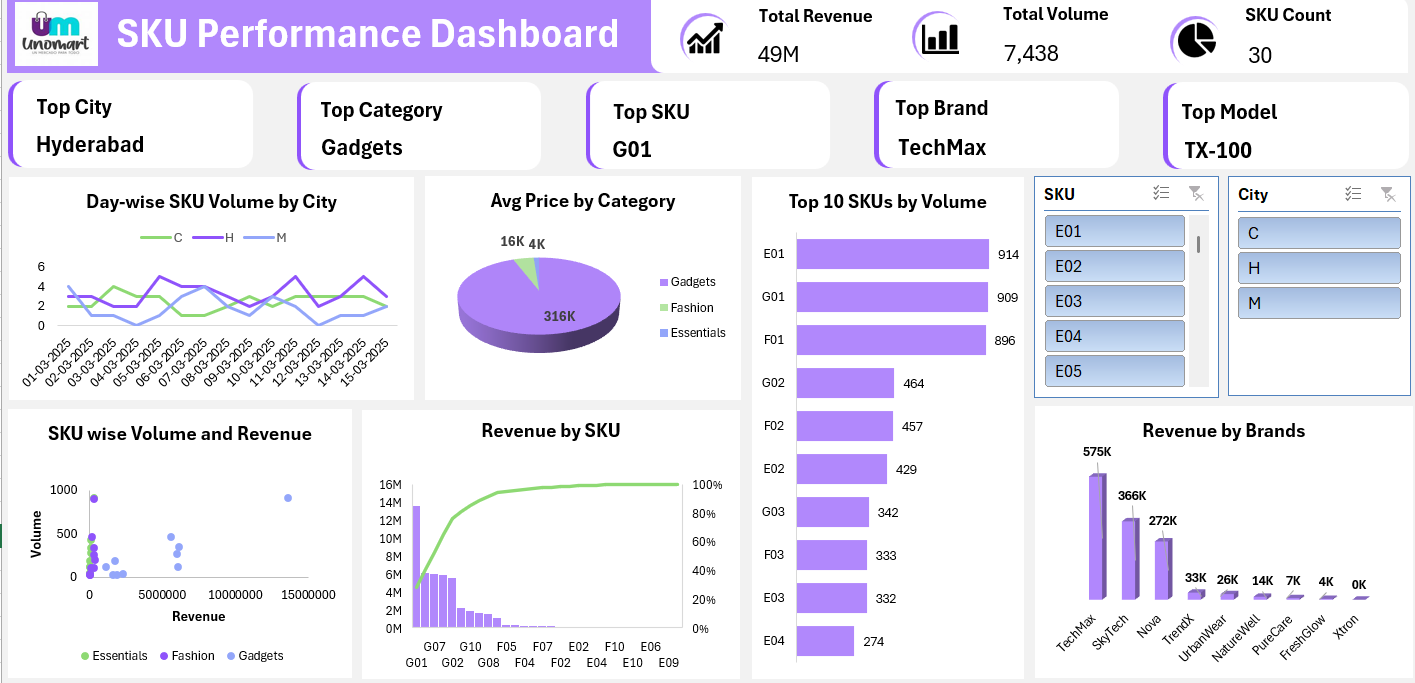 um
unomart
UN MERCADO PARA TODO
SKU Performance Dashboard
Total Revenue
49M
Total Volume
7,438
SKU Count
30
Top City
Hyderabad
Top Category
Gadgets
Top SKU
G01
Top Brand
TechMax
Top Model
TX-100
Day-wise SKU Volume by City
C H M
6
4
2
0
01-03-2025
02-03-2025
03-03-2025
04-03-2025
05-03-2025
06-03-2025
07-03-2025
08-03-2025
09-03-2025
10-03-2025
11-03-2025
12-03-2025
13-03-2025
14-03-2025
15-03-2025
Avg Price by Category
16K 4K
316K
Gadgets
Fashion
Essentials
Top 10 SKUs by Volume
E01 914
G01 909
F01 896
G02 464
F02 457
E02 429
G03 342
F03 333
E03 332
E04 274
SKU
E01
E02
E03
E04
E05
City
C
H
M
SKU wise Volume and Revenue
Volume
1000
500
0
0 5000000 10000000 15000000
Revenue
Essentials Fashion Gadgets
Revenue by SKU
16M 100%
14M
12M 80%
10M
8M 60%
6M 40%
4M
2M 20%
0M 0%
G07 G10 F05 F07 E02 F10 E06
G01 G02 G08 F04 F02 E04 E10 E09
Revenue by Brands
575K
366K
272K
33K 26K 14K 7K 4K 0K
TechMax
SkyTech
Nova
TrendX
UrbanWear
NatureWell
PureCare
FreshGlow
Xtron